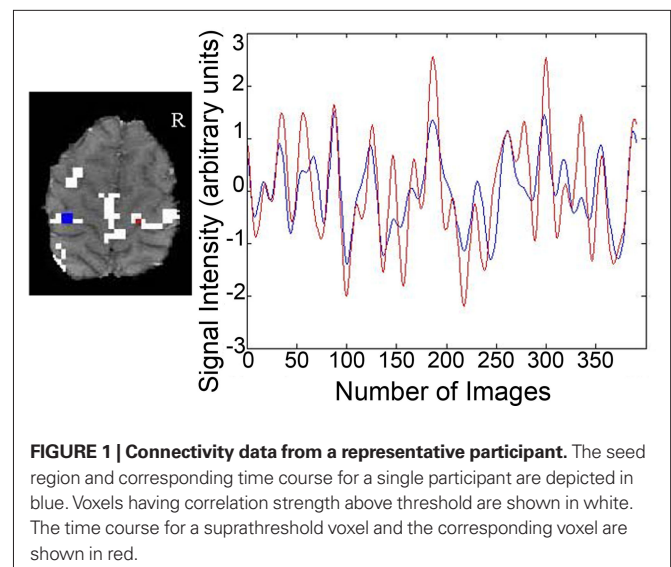 R
Signal Intensity (arbitrary units)
3
2
1
0
-1
-2
-3
0 50 100 150 200 250 300 350
Number of Images
FIGURE 1 | Connectivity data from a representative participant. The seed
region and corresponding time course for a single participant are depicted in
blue. Voxels having correlation strength above threshold are shown in white.
The time course for a suprathreshold voxel and the corresponding voxel are
shown in red.